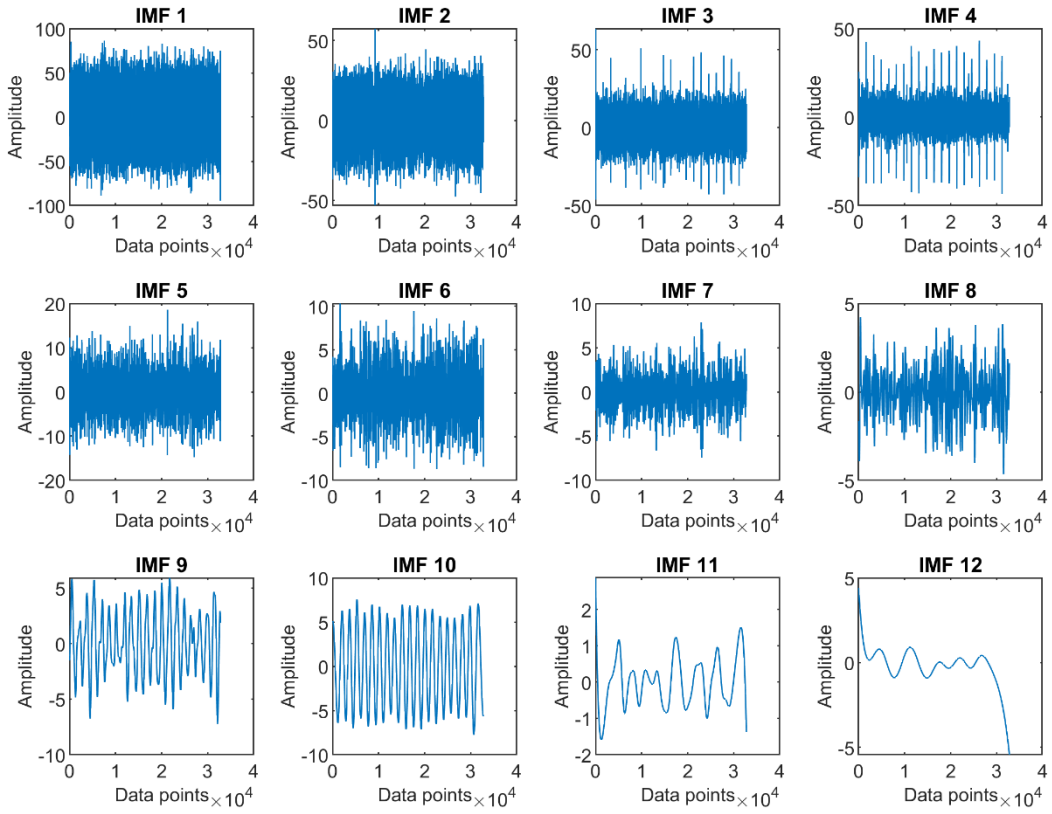 IMF 1 IMF 2 IMF 3 IMF 4
100
50
0
-50
-100
Amplitude
0 1 2 3 4
Data points ×10^4
50
0
-50
Amplitude
0 1 2 3 4
Data points ×10^4
50
0
-50
Amplitude
0 1 2 3 4
Data points ×10^4
50
0
-50
Amplitude
0 1 2 3 4
Data points ×10^4
IMF 5 IMF 6 IMF 7 IMF 8
20
10
0
-10
-20
Amplitude
0 1 2 3 4
Data points ×10^4
10
5
0
-5
-10
Amplitude
0 1 2 3 4
Data points ×10^4
10
5
0
-5
-10
Amplitude
0 1 2 3 4
Data points ×10^4
5
0
-5
Amplitude
0 1 2 3 4
Data points ×10^4
IMF 9 IMF 10 IMF 11 IMF 12
5
0
-5
-10
Amplitude
0 1 2 3 4
Data points ×10^4
10
5
0
-5
-10
Amplitude
0 1 2 3 4
Data points ×10^4
2
1
0
-1
-2
Amplitude
0 1 2 3 4
Data points ×10^4
5
0
-5
Amplitude
0 1 2 3 4
Data points ×10^4